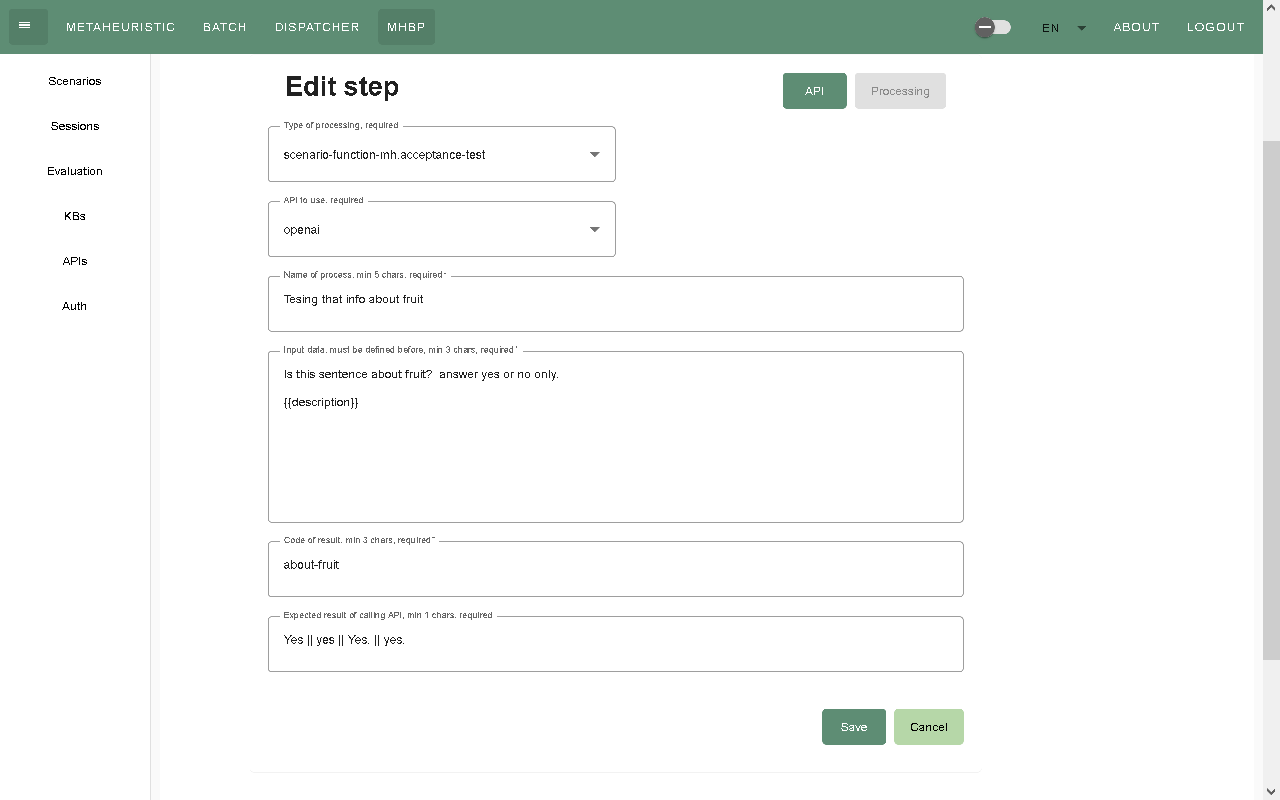 METAHEURISTIC BATCH DISPATCHER MHBP EN ABOUT LOGOUT
Scenarios
Sessions
Evaluation
KBs
APIs
Auth
Edit step
API Processing
Type of processing, required
scenario-function-mh.acceptance-test
API to use, required
openai
Name of process, min 5 chars, required*
Tesing that info about fruit
Input data, must be defined before, min 3 chars, required*
Is this sentence about fruit?  answer yes or no only.
{{description}}
Code of result, min 3 chars, required*
about-fruit
Expected result of calling API, min 1 chars, required
Yes || yes || Yes. || yes.
Save Cancel